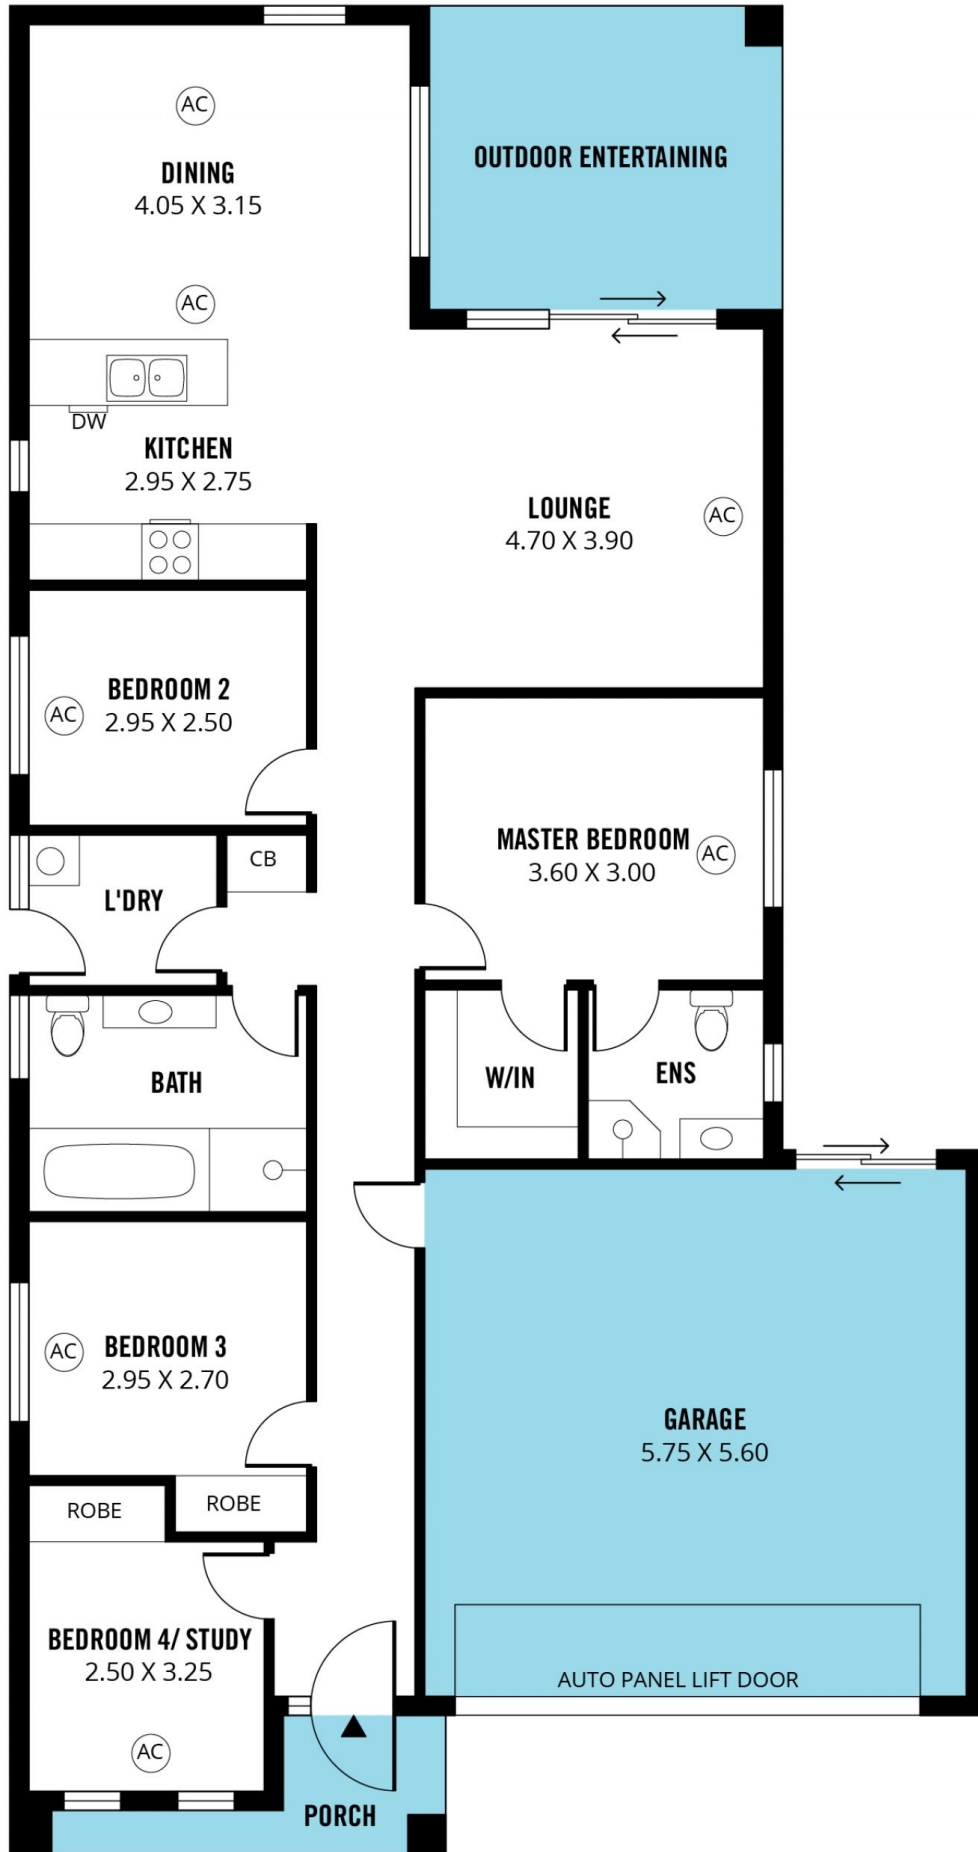 AC
DINING
4.05 X 3.15
AC
OUTDOOR ENTERTAINING
DW
KITCHEN
2.95 X 2.75
LOUNGE
4.70 X 3.90
AC
BEDROOM 2
2.95 X 2.50
AC
MASTER BEDROOM
3.60 X 3.00
AC
CB
L'DRY
BATH
W/IN
ENS
BEDROOM 3
2.95 X 2.70
AC
GARAGE
5.75 X 5.60
ROBE
ROBE
BEDROOM 4/ STUDY
2.50 X 3.25
AC
AUTO PANEL LIFT DOOR
PORCH